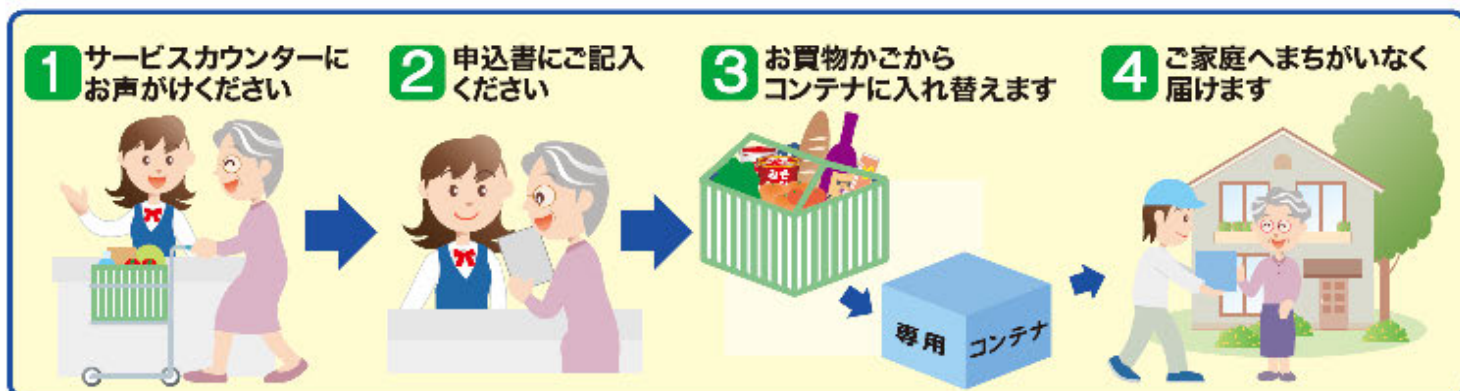 1 サービスカウンターに
お声がけください
2 申込書にご記入
ください
3 お買物かごから
コンテナに入れ替えます
みそ
専用 コンテナ
4 ご家庭へまちがいなく
届けます